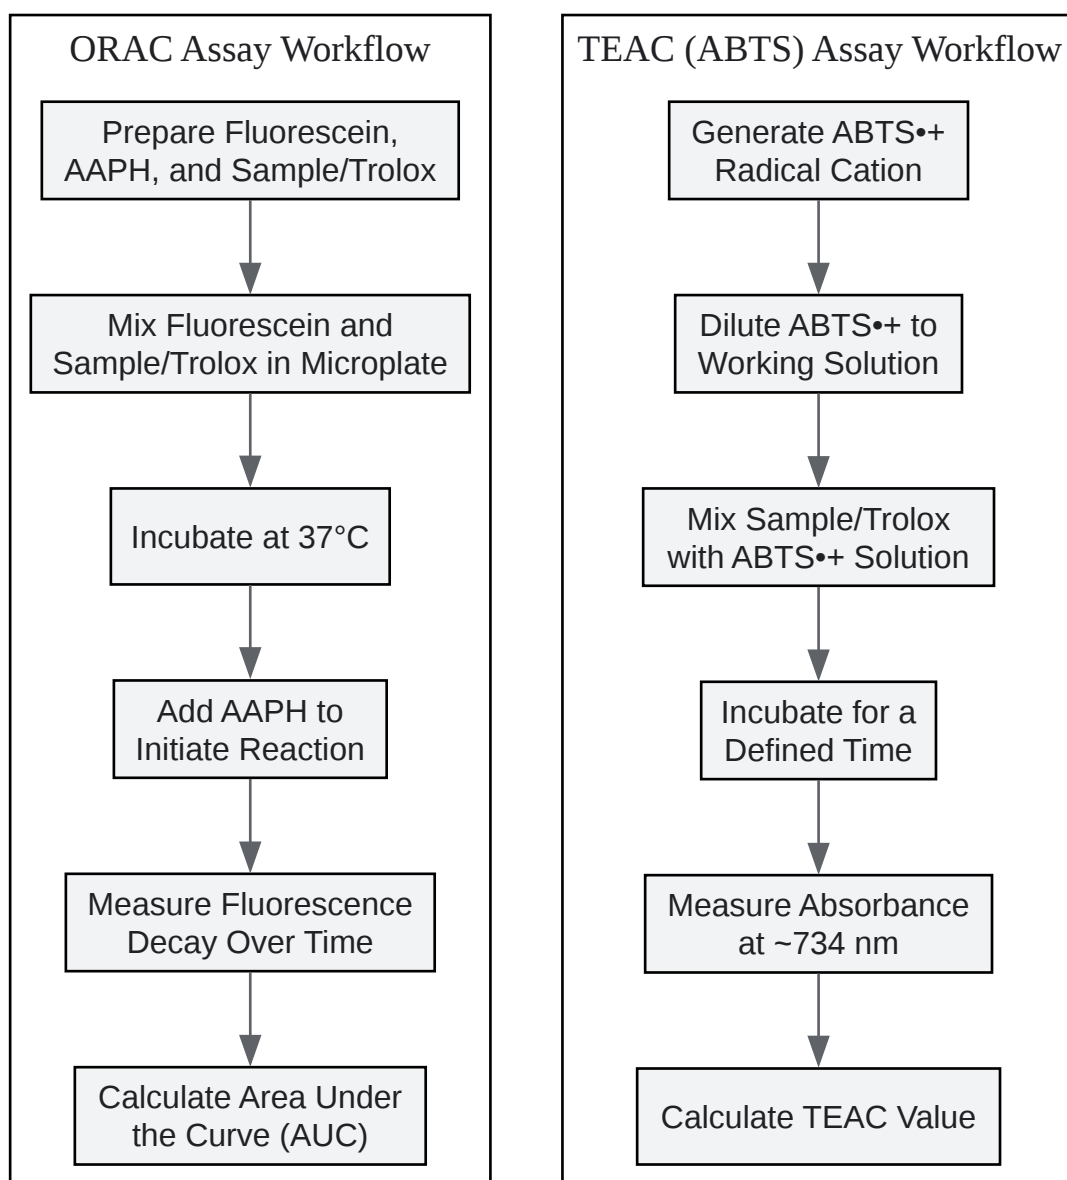 ORAC Assay Workflow
Prepare Fluorescein,
AAPH, and Sample/Trolox
Mix Fluorescein and
Sample/Trolox in Microplate
Incubate at 37°C
Add AAPH to
Initiate Reaction
Measure Fluorescence
Decay Over Time
Calculate Area Under
the Curve (AUC)
TEAC (ABTS) Assay Workflow
Generate ABTS•+
Radical Cation
Dilute ABTS•+ to
Working Solution
Mix Sample/Trolox
with ABTS•+ Solution
Incubate for a
Defined Time
Measure Absorbance
at ~734 nm
Calculate TEAC Value